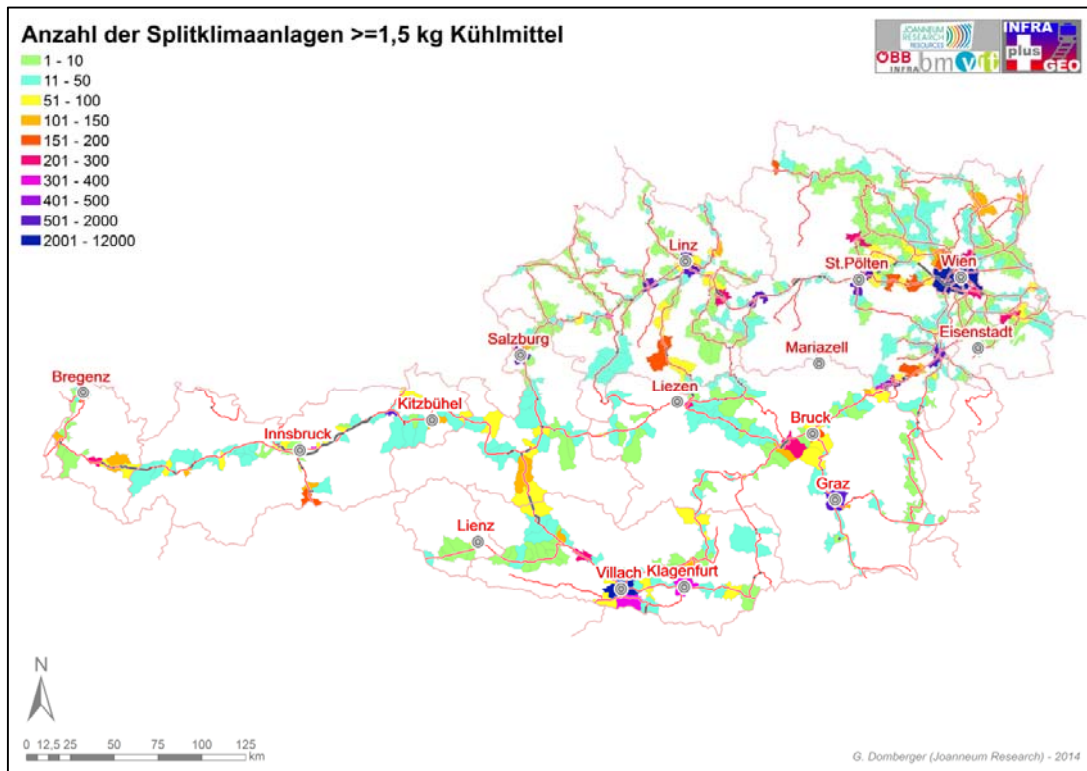 Anzahl der Splitklimaanlagen >=1,5 kg Kühlmittel
1 - 10
11 - 50
51 - 100
101 - 150
151 - 200
201 - 300
301 - 400
401 - 500
501 - 2000
2001 - 12000
JOANNEUM
RESEARCH
RESOURCES
ÖBB
INFRA
bmvit
INFRA
plus
GEO
Linz
St.Pölten
Wien
Salzburg
Mariazell
Eisenstadt
Bregenz
Kitzbühel
Liezen
Innsbruck
Bruck
Graz
Lienz
Villach
Klagenfurt
N
0 12,5 25 50 75 100 125
km
G. Domberger (Joanneum Research) - 2014